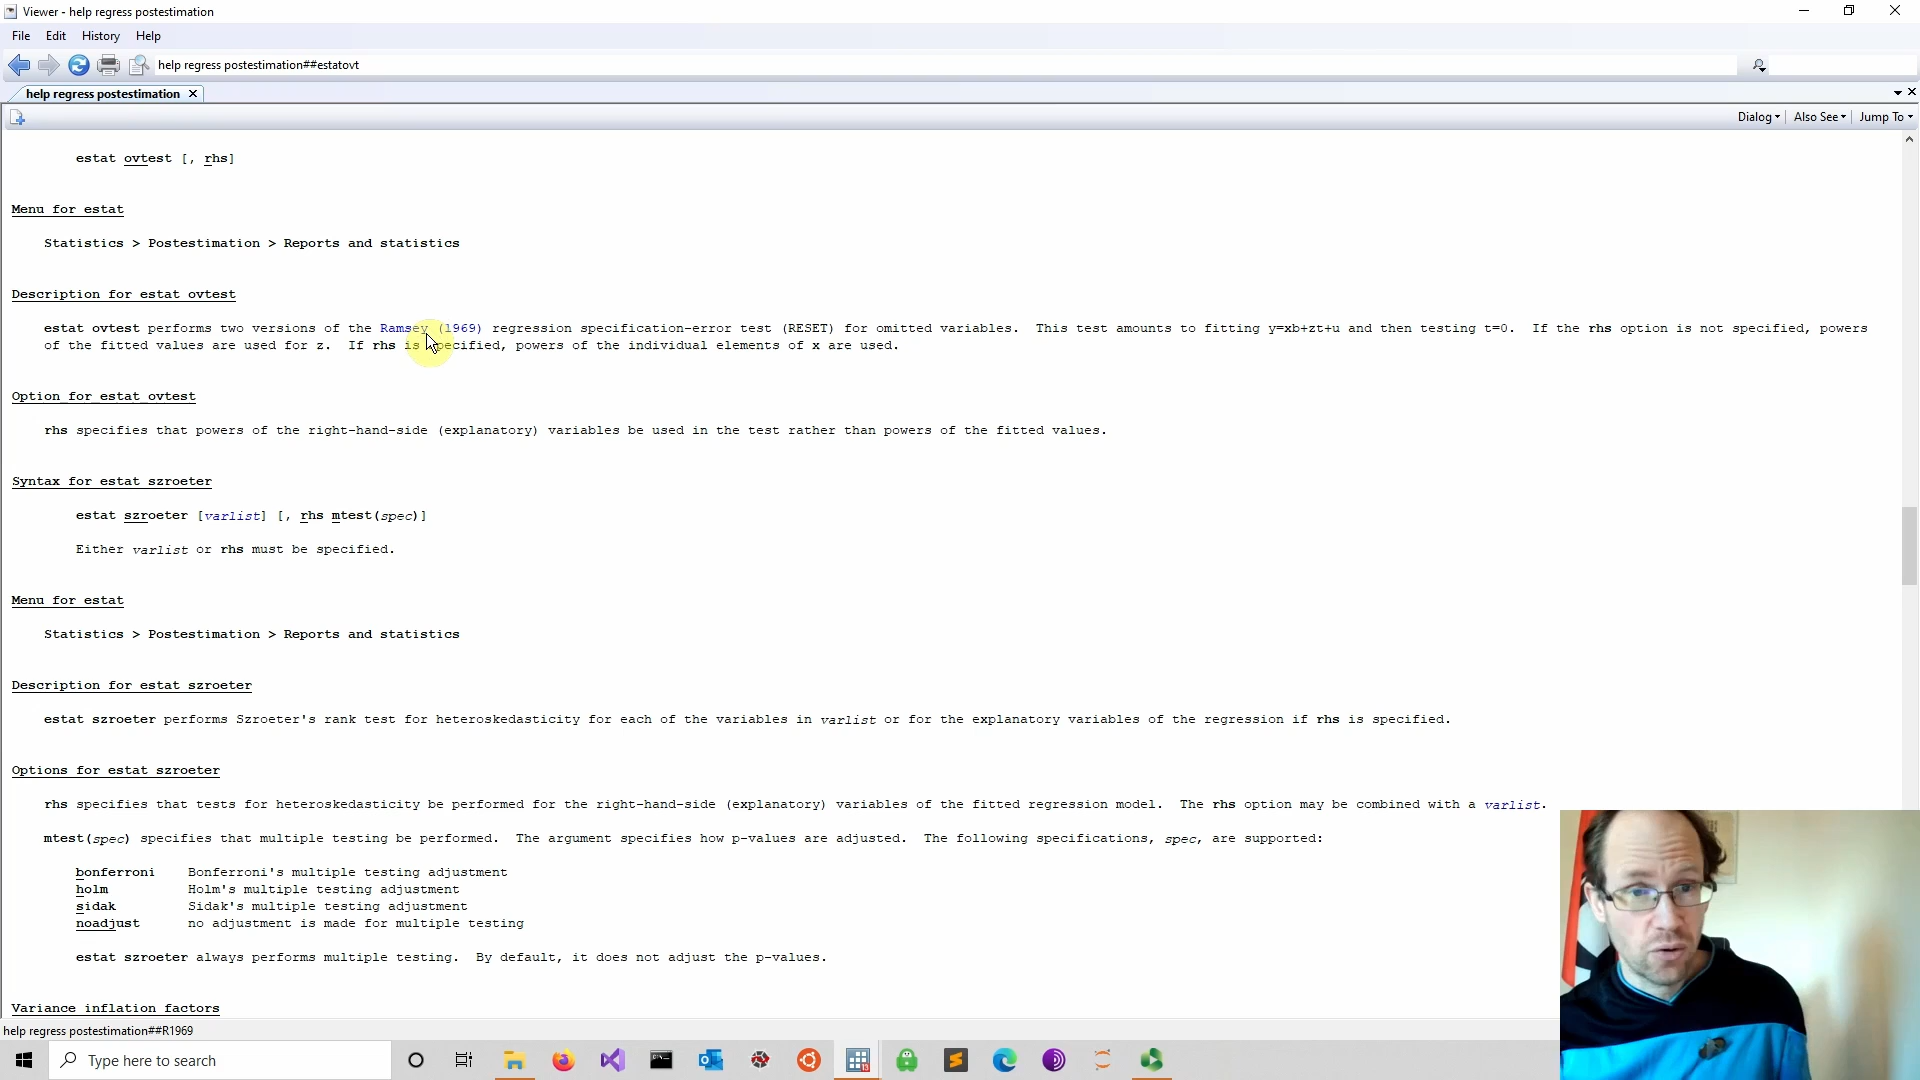 Viewer - help regress postestimation
File Edit History Help
help regress postestimation##estatovt
help regress postestimation
Dialog Also See Jump To
estat ovtest [, rhs]
Menu for estat
Statistics > Postestimation > Reports and statistics
Description for estat ovtest
estat ovtest performs two versions of the Ramsey (1969) regression specification-error test (RESET) for omitted variables. This test amounts to fitting y=xb+zt+u and then testing t=0. If the rhs option is not specified, powers
of the fitted values are used for z. If rhs is specified, powers of the individual elements of x are used.
Option for estat ovtest
rhs specifies that powers of the right-hand-side (explanatory) variables be used in the test rather than powers of the fitted values.
Syntax for estat szroeter
estat szroeter [varlist] [, rhs mtest(spec)]
Either varlist or rhs must be specified.
Menu for estat
Statistics > Postestimation > Reports and statistics
Description for estat szroeter
estat szroeter performs Szroeter's rank test for heteroskedasticity for each of the variables in varlist or for the explanatory variables of the regression if rhs is specified.
Options for estat szroeter
rhs specifies that tests for heteroskedasticity be performed for the right-hand-side (explanatory) variables of the fitted regression model. The rhs option may be combined with a varlist.
mtest(spec) specifies that multiple testing be performed. The argument specifies how p-values are adjusted. The following specifications, spec, are supported:
bonferroni Bonferroni's multiple testing adjustment
holm Holm's multiple testing adjustment
sidak Sidak's multiple testing adjustment
noadjust no adjustment is made for multiple testing
estat szroeter always performs multiple testing. By default, it does not adjust the p-values.
Variance inflation factors
help regress postestimation##R1969
Type here to search